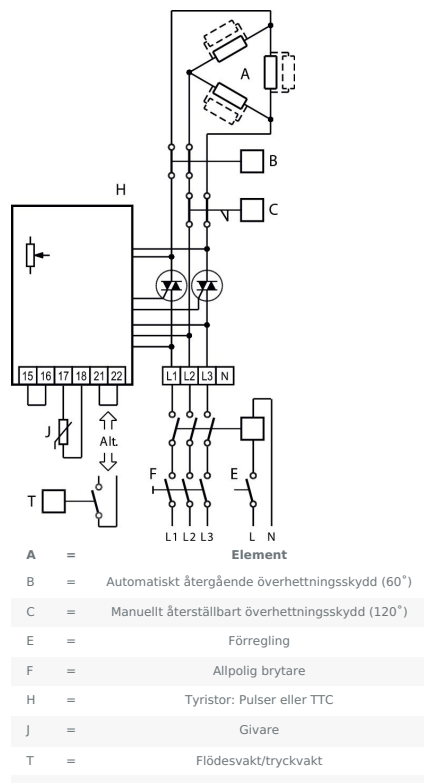 A
B
H
C
15 16 17 18 21 22 L1 L2 L3 N
J
Alt.
F E
T
L1 L2 L3 L N
A = Element
B = Automatiskt återgående överhettningsskydd (60˚)
C = Manuellt återställbart överhettningsskydd (120˚)
E = Förregling
F = Allpolig brytare
H = Tyristor: Pulser eller TTC
J = Givare
T = Flödesvakt/tryckvakt